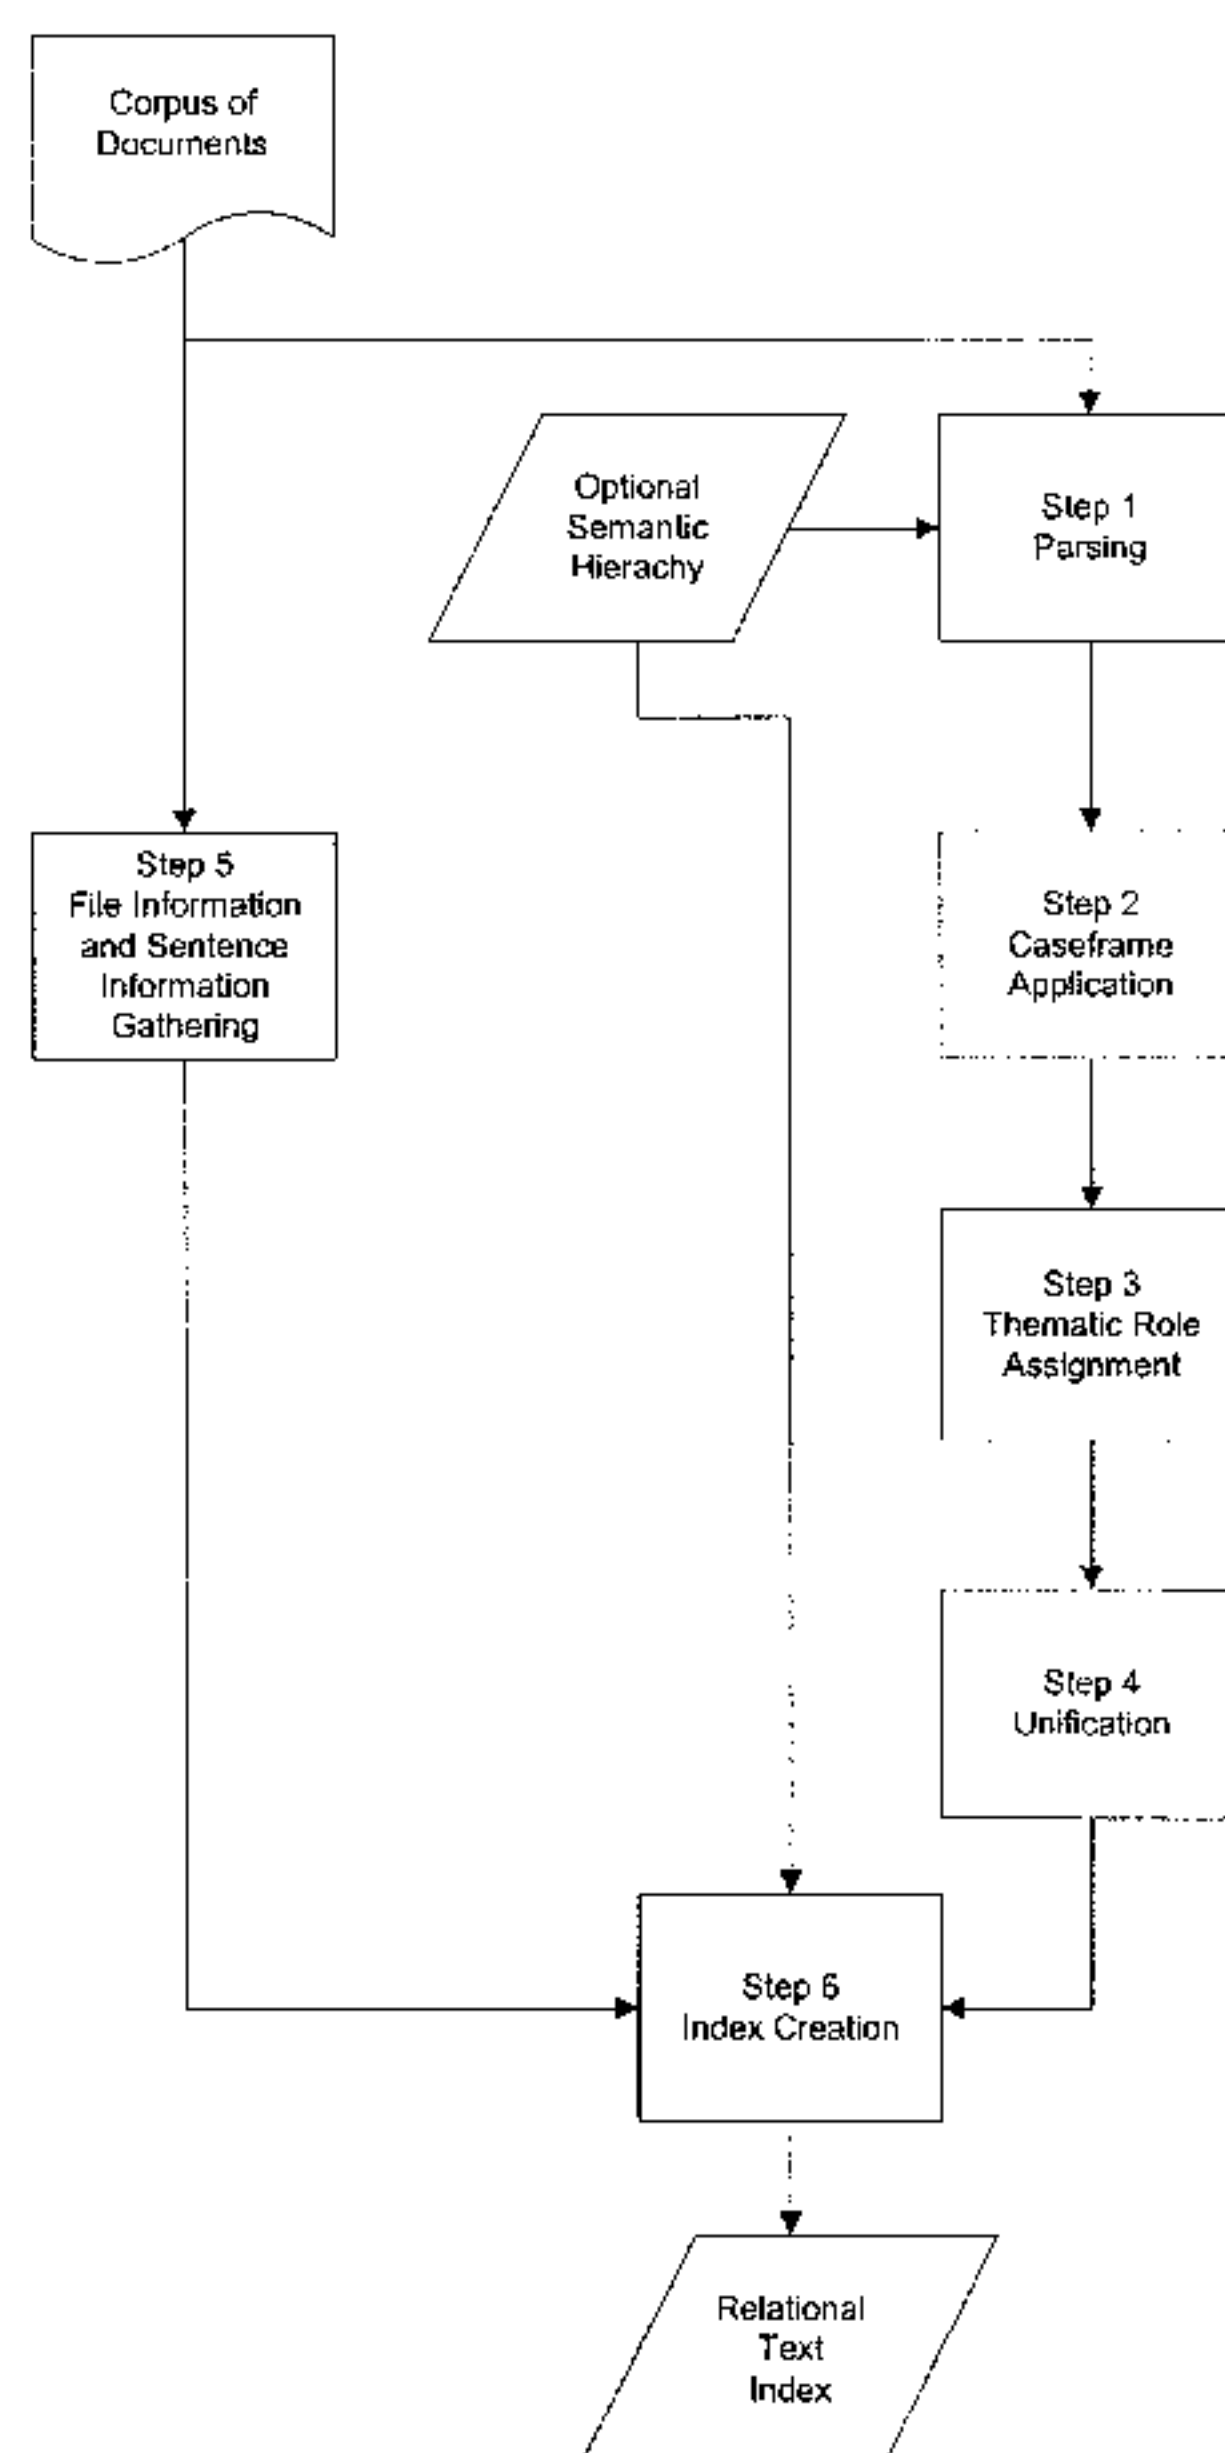 Corpus of
Documents
Optional
Semantic
Hierachy
Step 1
Parsing
Step 5
File Information
and Sentence
Information
Gathering
Step 2
Caseframe
Application
Step 3
Thematic Role
Assignment
Step 4
Unification
Step 6
Index Creation
Relational
Text
Index